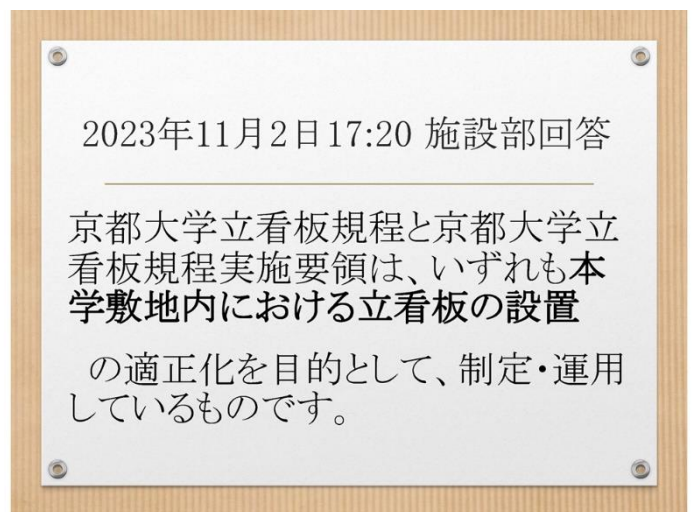 2023年11月2日17:20 施設部回答
京都大学立看板規程と京都大学立
看板規程実施要領は、いずれも本
学敷地内における立看板の設置
の適正化を目的として、制定・運用
しているものです。